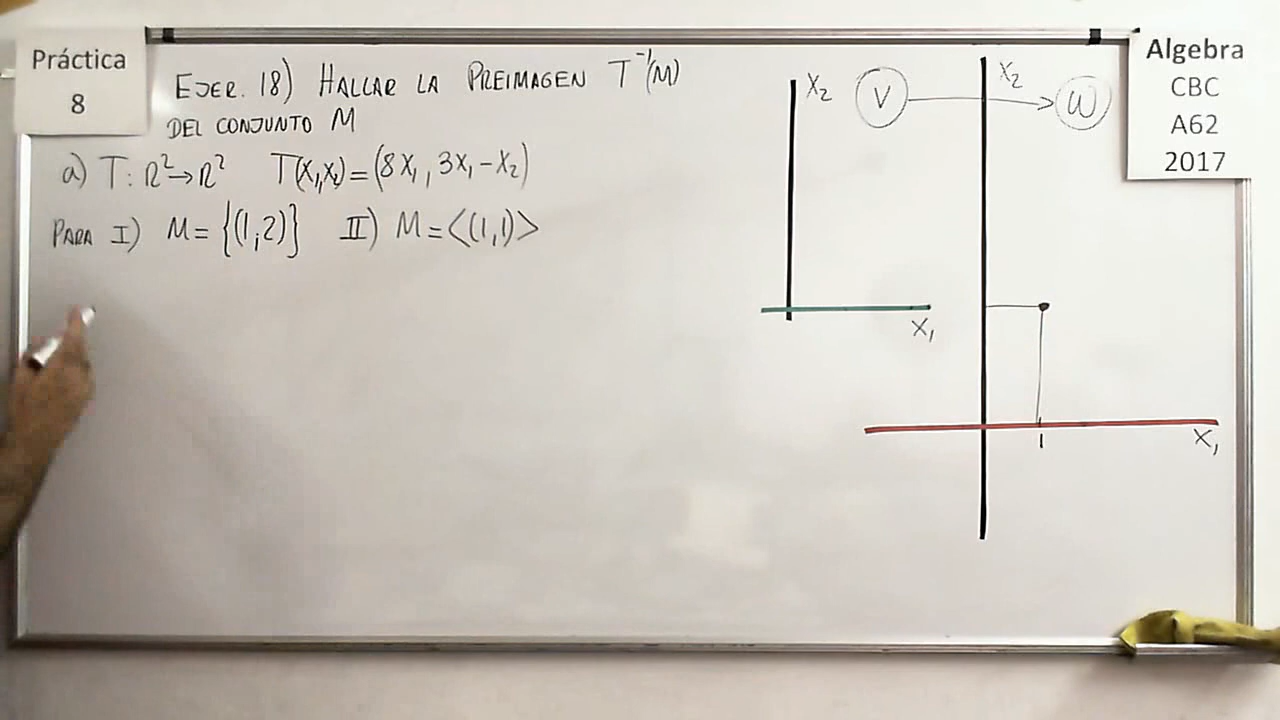 Práctica
8
EJER. 18) HALLAR LA PREIMAGEN T⁻¹(M)
DEL CONJUNTO M
a) T: R²→R² T(X₁,X₂)=(8X₁, 3X₁-X₂)
PARA I) M={(1,2)} II) M=<(1,1)>
X₂
V
X₁
X₂
W
1
X₁
Algebra
CBC
A62
2017